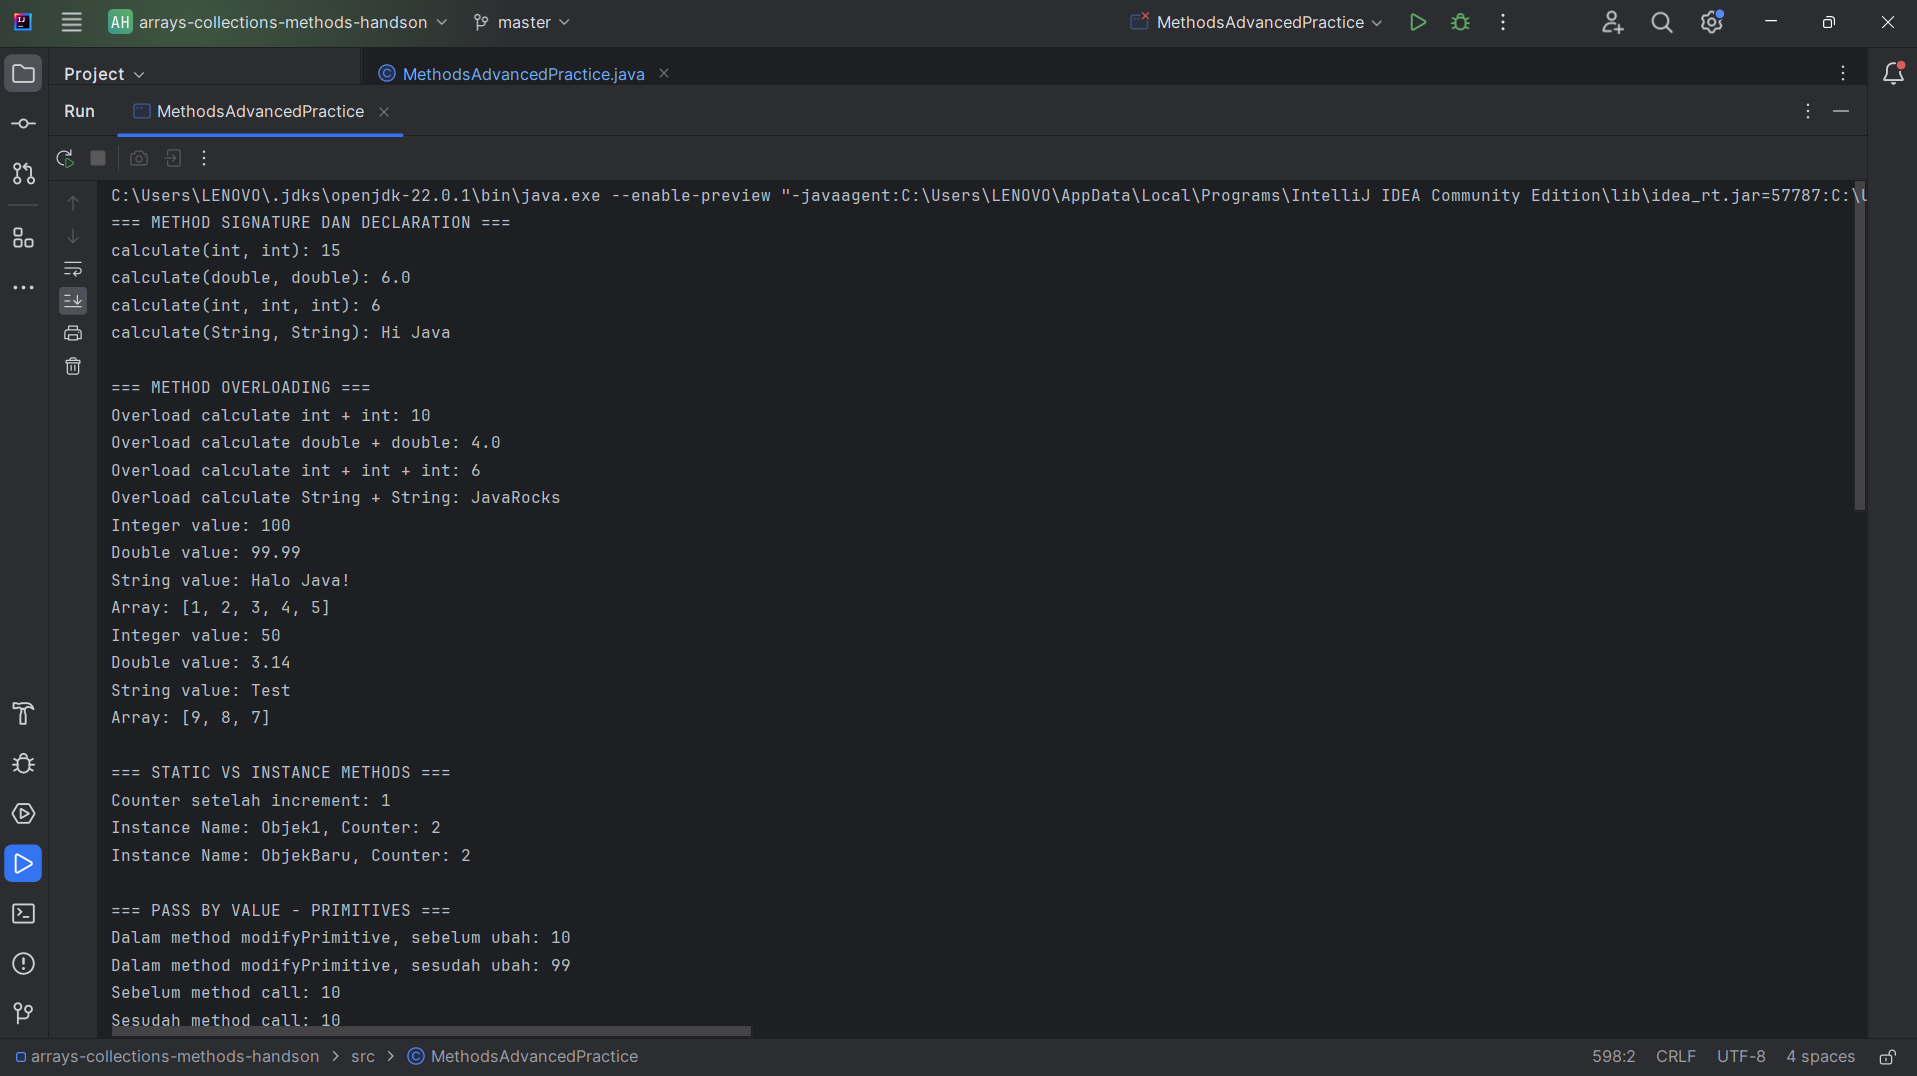 AH arrays-collections-methods-handson master MethodsAdvancedPractice
Project MethodsAdvancedPractice.java
Run MethodsAdvancedPractice
C:\Users\LENOVO\.jdks\openjdk-22.0.1\bin\java.exe --enable-preview "-javaagent:C:\Users\LENOVO\AppData\Local\Programs\IntelliJ IDEA Community Edition\lib\idea_rt.jar=57787:C:\
=== METHOD SIGNATURE DAN DECLARATION ===
calculate(int, int): 15
calculate(double, double): 6.0
calculate(int, int, int): 6
calculate(String, String): Hi Java
=== METHOD OVERLOADING ===
Overload calculate int + int: 10
Overload calculate double + double: 4.0
Overload calculate int + int + int: 6
Overload calculate String + String: JavaRocks
Integer value: 100
Double value: 99.99
String value: Halo Java!
Array: [1, 2, 3, 4, 5]
Integer value: 50
Double value: 3.14
String value: Test
Array: [9, 8, 7]
=== STATIC VS INSTANCE METHODS ===
Counter setelah increment: 1
Instance Name: Objek1, Counter: 2
Instance Name: ObjekBaru, Counter: 2
=== PASS BY VALUE - PRIMITIVES ===
Dalam method modifyPrimitive, sebelum ubah: 10
Dalam method modifyPrimitive, sesudah ubah: 99
Sebelum method call: 10
Sesudah method call: 10
arrays-collections-methods-handson > src > MethodsAdvancedPractice 598:2 CRLF UTF-8 4 spaces